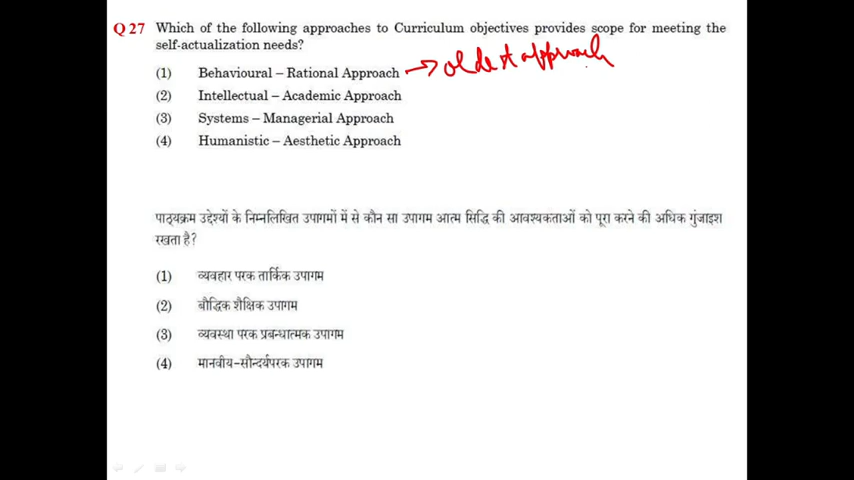 Q 27 Which of the following approaches to Curriculum objectives provides scope for meeting the
self-actualization needs?
(1) Behavioural – Rational Approach → oldest approach
(2) Intellectual – Academic Approach
(3) Systems – Managerial Approach
(4) Humanistic – Aesthetic Approach
पाठ्यक्रम उद्देश्यों के निम्नलिखित उपागमों में से कौन सा उपागम आत्म सिद्धि की आवश्यकताओं को पूरा करने की अधिक गुंजाइश
रखता है?
(1) व्यवहार परक तार्किक उपागम
(2) बौद्धिक शैक्षिक उपागम
(3) व्यवस्था परक प्रबन्धात्मक उपागम
(4) मानवीय-सौन्दर्यपरक उपागम